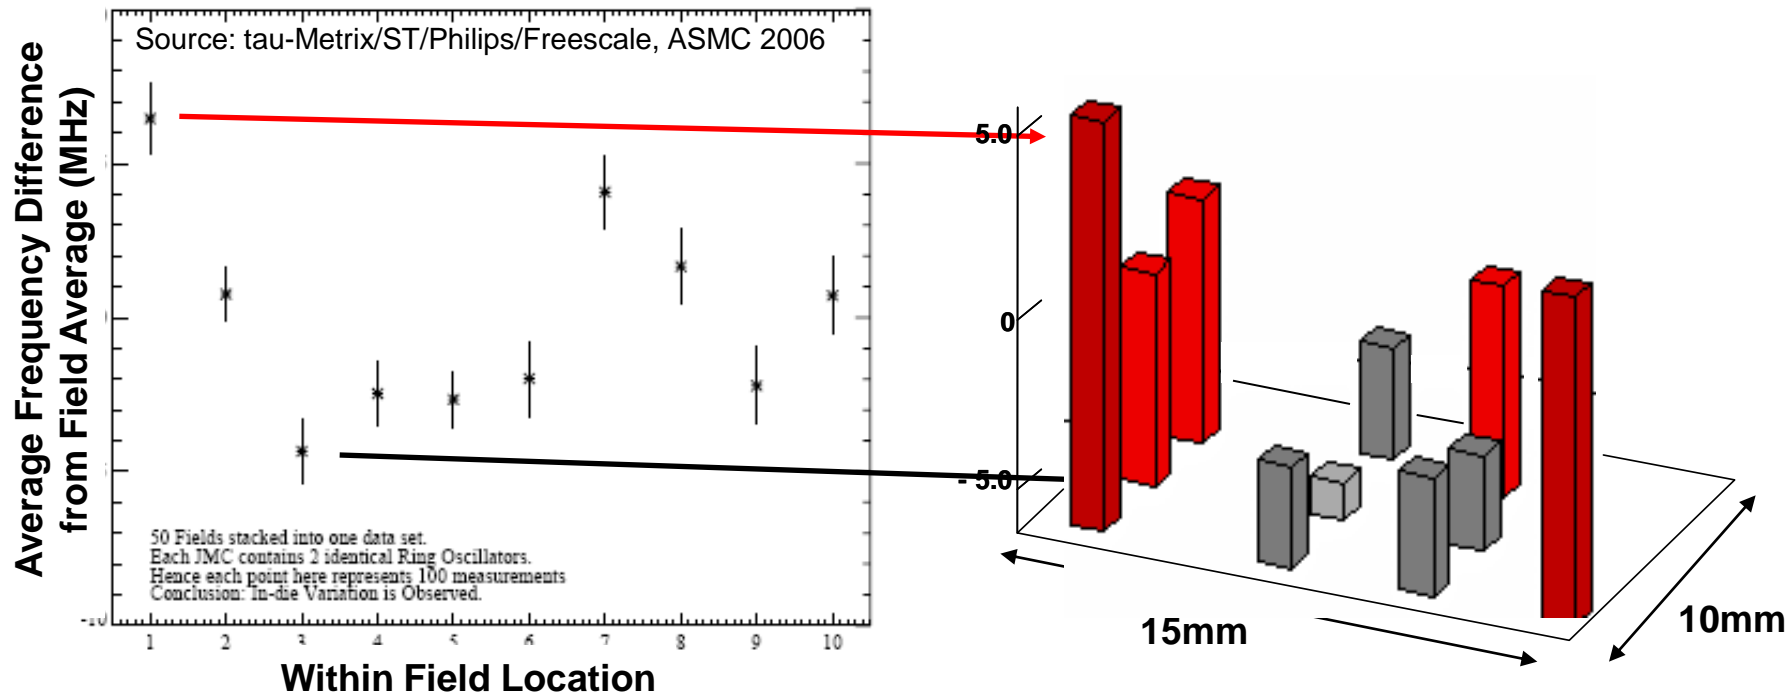 Source: tau-Metrix/ST/Philips/Freescale, ASMC 2006
Average Frequency Difference
from Field Average (MHz)
50 Fields stacked into one data set.
Each JMC contains 2 identical Ring Oscillators.
Hence each point here represents 100 measurements
Conclusion: In-die Variation is Observed.
1 2 3 4 5 6 7 8 9 10
Within Field Location
5.0
0
- 5.0
15mm
10mm